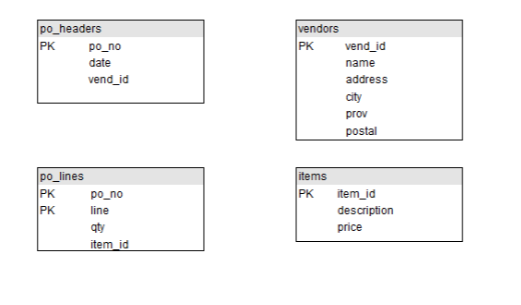 po_headers
PK po_no
date
vend_id
vendors
PK vend_id
name
address
city
prov
postal
po_lines
PK po_no
PK line
qty
item_id
items
PK item_id
description
price